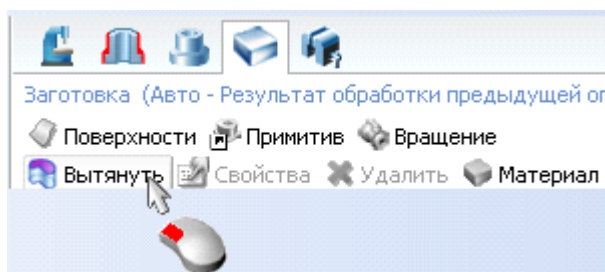 Заготовка (Авто - Результат обработки предыдущей оп
Поверхности Примитив Вращение
Вытянуть Свойства Удалить Материал